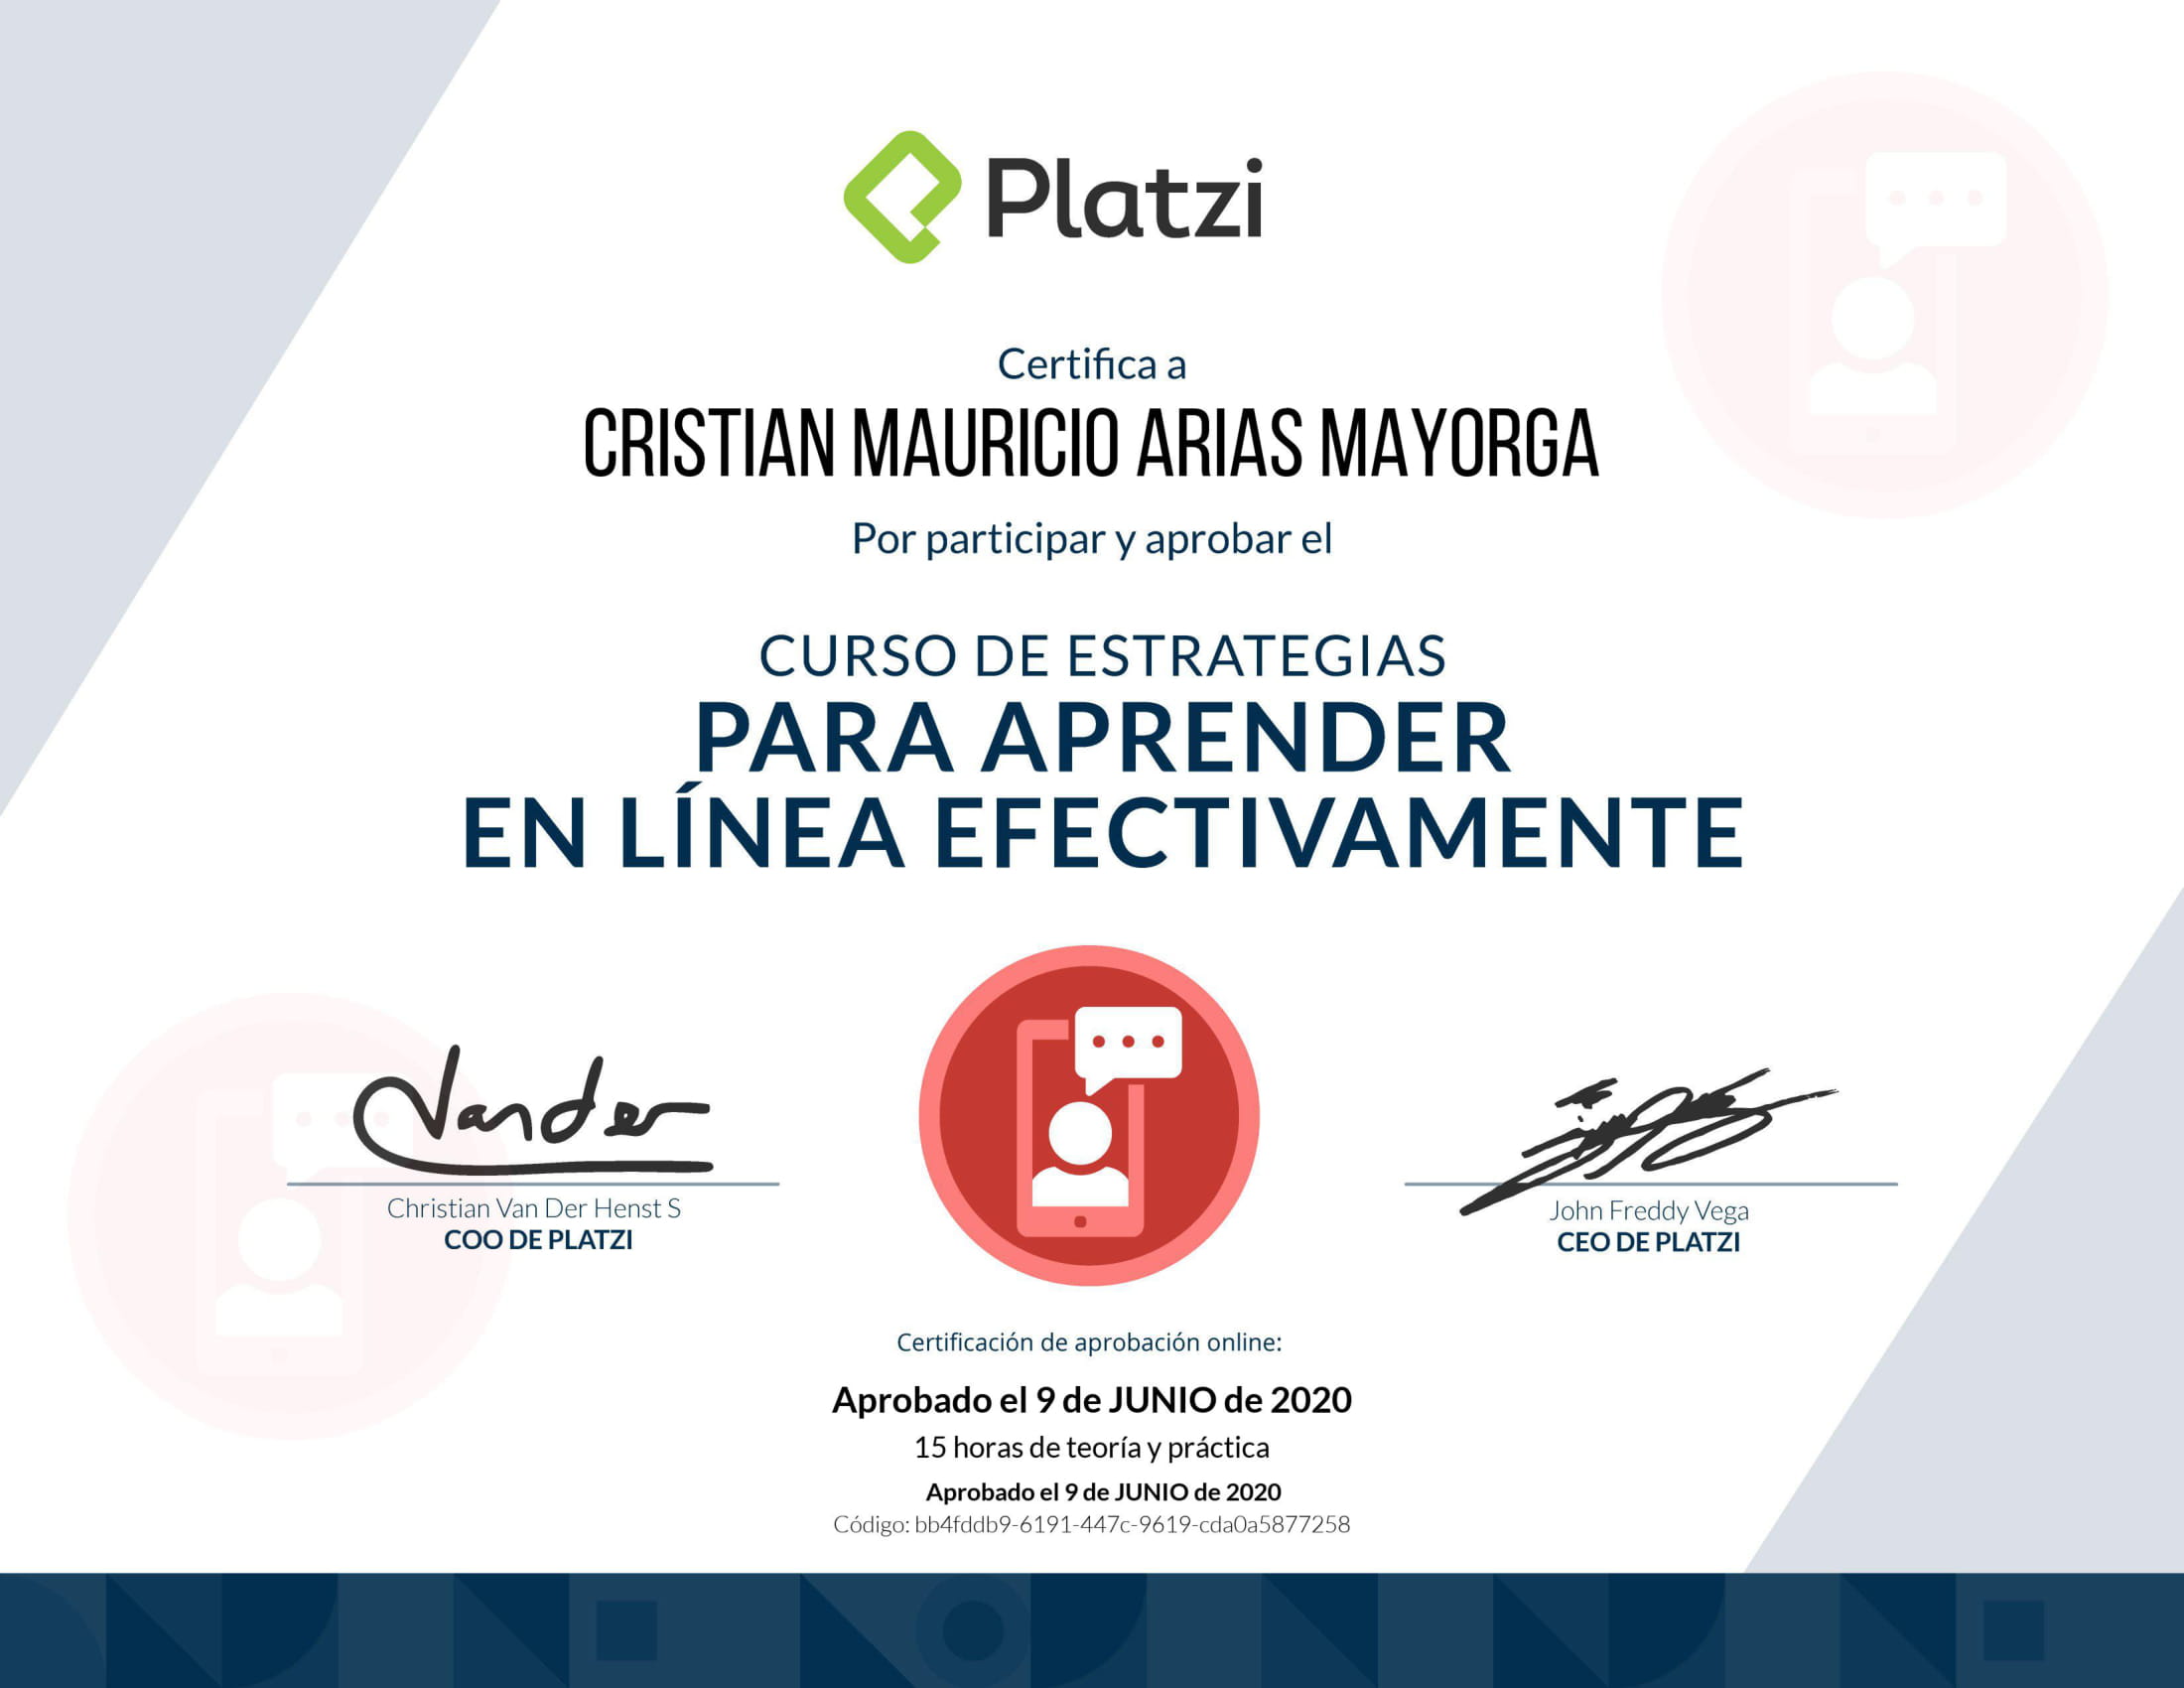 Platzi
Certifica a
CRISTIAN MAURICIO ARIAS MAYORGA
Por participar y aprobar el
CURSO DE ESTRATEGIAS
PARA APRENDER
EN LÍNEA EFECTIVAMENTE
Vander
Christian Van Der Henst S
COO DE PLATZI
John Freddy Vega
CEO DE PLATZI
Certificación de aprobación online:
Aprobado el 9 de JUNIO de 2020
15 horas de teoría y práctica
Aprobado el 9 de JUNIO de 2020
Código: bb4fddb9-6191-447c-9619-cda0a5877258